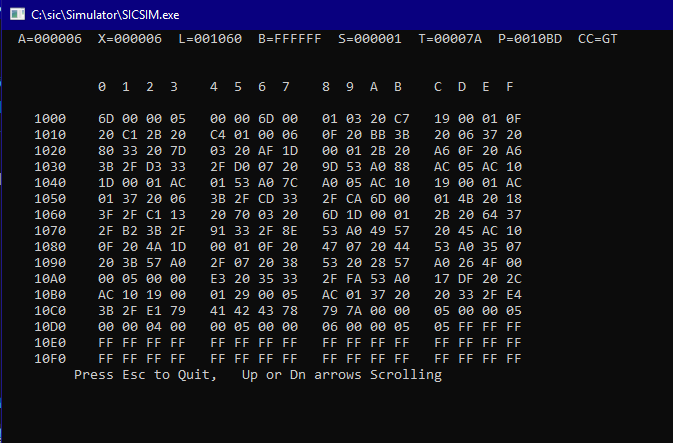 C:\sic\Simulator\SICSIM.exe
A=000006 X=000006 L=001060 B=FFFFFF S=000001 T=00007A P=0010BD CC=GT
0 1 2 3 4 5 6 7 8 9 A B C D E F
1000 6D 00 00 05 00 00 6D 00 01 03 20 C7 19 00 01 0F
1010 20 C1 2B 20 C4 01 00 06 0F 20 BB 3B 20 06 37 20
1020 80 33 20 7D 03 20 AF 1D 00 01 2B 20 A6 0F 20 A6
1030 3B 2F D3 33 2F D0 07 20 9D 53 A0 88 AC 05 AC 10
1040 1D 00 01 AC 01 53 A0 7C A0 05 AC 10 19 00 01 AC
1050 01 37 20 06 3B 2F CD 33 2F CA 6D 00 01 4B 20 18
1060 3F 2F C1 13 20 70 03 20 6D 1D 00 01 2B 20 64 37
1070 2F B2 3B 2F 91 33 2F 8E 53 A0 49 57 20 45 AC 10
1080 0F 20 4A 1D 00 01 0F 20 47 07 20 44 53 A0 35 07
1090 20 3B 57 A0 2F 07 20 38 53 20 28 57 A0 26 4F 00
10A0 00 05 00 00 E3 20 35 33 2F FA 53 A0 17 DF 20 2C
10B0 AC 10 19 00 01 29 00 05 AC 01 37 20 20 33 2F E4
10C0 3B 2F E1 79 41 42 43 78 79 7A 00 00 05 00 00 05
10D0 00 00 04 00 00 05 00 00 06 00 00 05 05 FF FF FF
10E0 FF FF FF FF FF FF FF FF FF FF FF FF FF FF FF FF
10F0 FF FF FF FF FF FF FF FF FF FF FF FF FF FF FF FF
Press Esc to Quit, Up or Dn arrows Scrolling